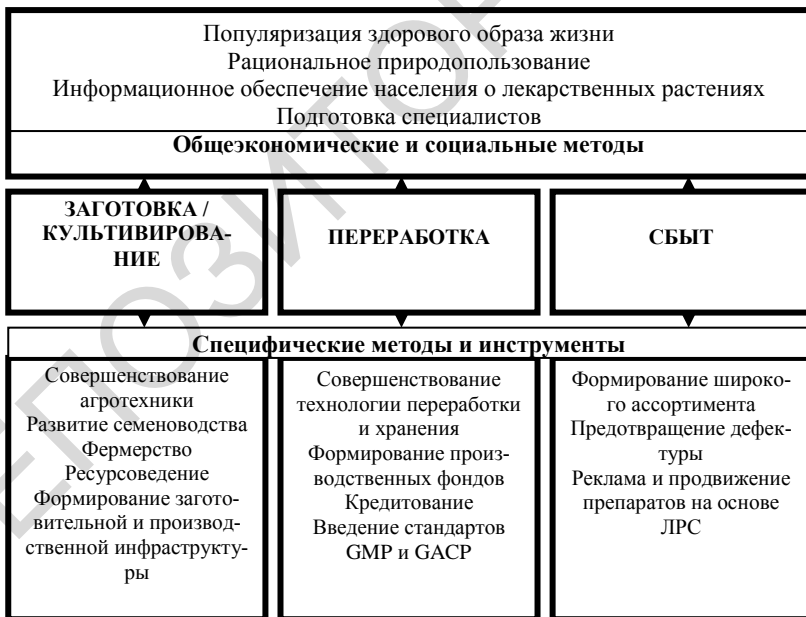 Популяризация здорового образа жизни
Рациональное природопользование
Информационное обеспечение населения о лекарственных растениях
Подготовка специалистов
Общеэкономические и социальные методы
ЗАГОТОВКА /
КУЛЬТИВИРОВА-
НИЕ
ПЕРЕРАБОТКА
СБЫТ
Специфические методы и инструменты
Совершенствование
агротехники
Развитие семеноводства
Фермерство
Ресурсоведение
Формирование загото-
вительной и производ-
ственной инфраструкту-
ры
Совершенствование
технологии переработки
и хранения
Формирование произ-
водственных фондов
Кредитование
Введение стандартов
GMP и GACP
Формирование широко-
го ассортимента
Предотвращение дефек-
туры
Реклама и продвижение
препаратов на основе
ЛРС
ЕПОЗИТОР